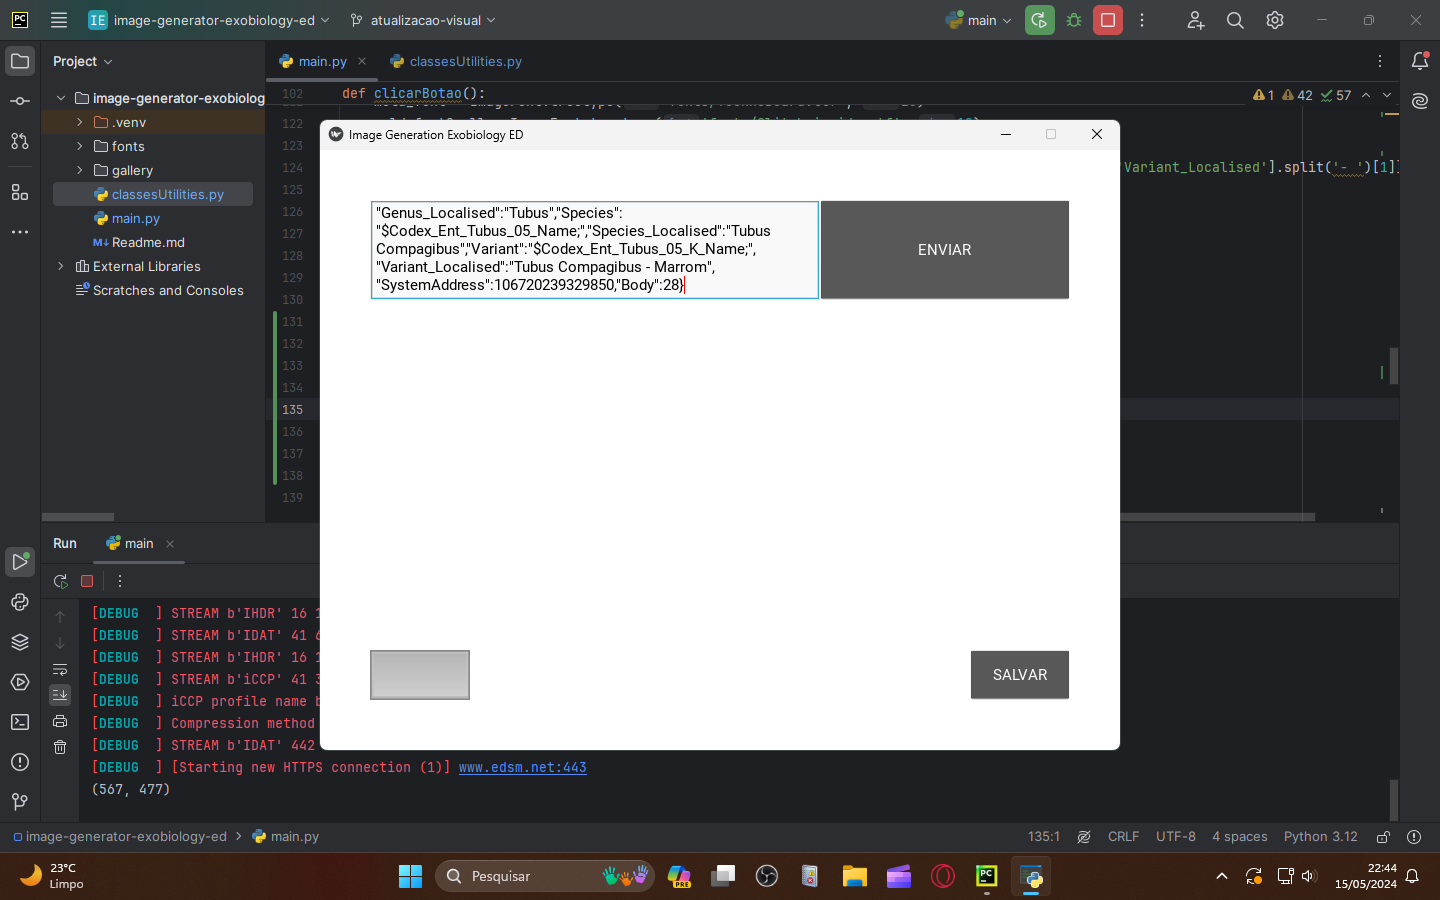 PC
IE image-generator-exobiology-ed
atualizacao-visual
main
Project
main.py
classesUtilities.py
image-generator-exobiolog
.venv
fonts
gallery
classesUtilities.py
main.py
M↓ Readme.md
External Libraries
Scratches and Consoles
102 def clicarBotao():
1 42 57
122
123
124 'Variant_Localised'].split('- ')[1]
125
126
127
128
129
130
131
132
133
134
135
136
137
138
139
Image Generation Exobiology ED
"Genus_Localised":"Tubus","Species":
"$Codex_Ent_Tubus_05_Name;","Species_Localised":"Tubus
Compagibus","Variant":"$Codex_Ent_Tubus_05_K_Name;",
"Variant_Localised":"Tubus Compagibus - Marrom",
"SystemAddress":106720239329850,"Body":28}
ENVIAR
SALVAR
Run
main
[DEBUG ] STREAM b'IHDR' 16 1
[DEBUG ] STREAM b'IDAT' 41
[DEBUG ] STREAM b'IHDR' 16 1
[DEBUG ] STREAM b'iCCP' 41
[DEBUG ] iCCP profile name
[DEBUG ] Compression method
[DEBUG ] STREAM b'IDAT' 442
[DEBUG ] [Starting new HTTPS connection (1)] www.edsm.net:443
(567, 477)
image-generator-exobiology-ed
main.py
135:1
CRLF
UTF-8
4 spaces
Python 3.12
23°C
Limpo
Pesquisar
PRE
PC
22:44
15/05/2024